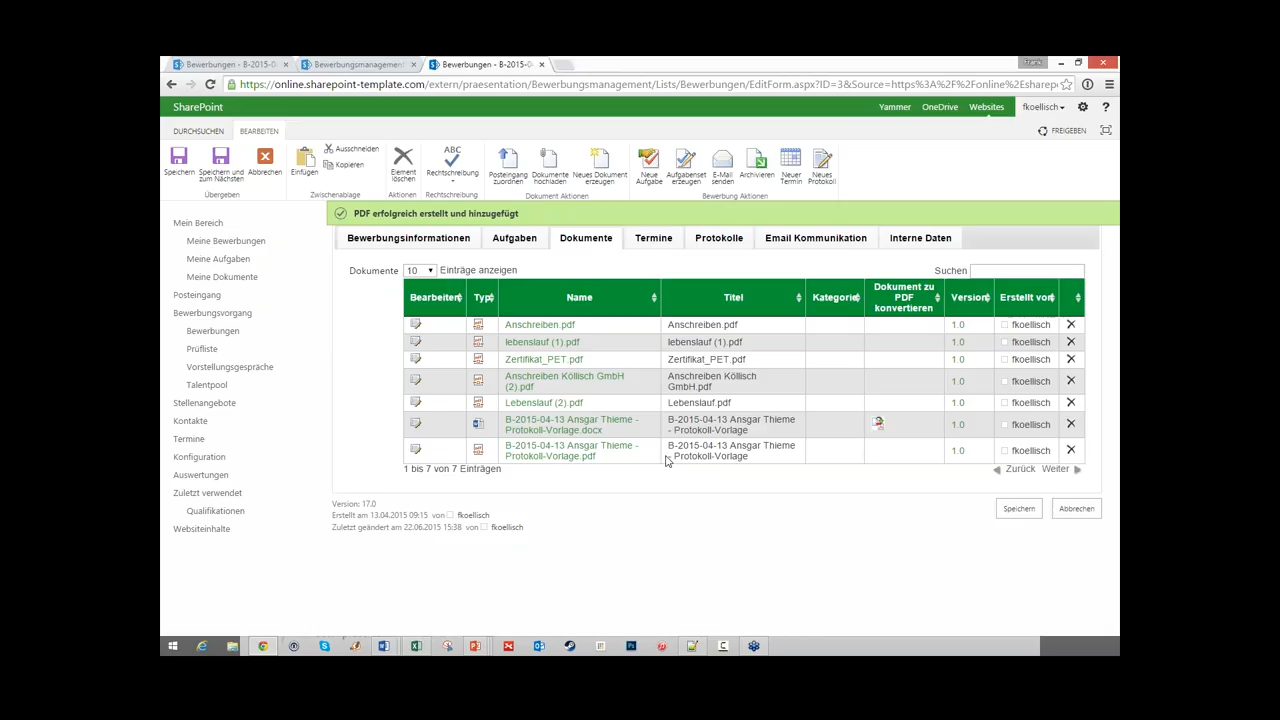 Bewerbungen - B-2015-0
Bewerbungsmanagement
Bewerbungen - B-2015-0
Frank
https://online.sharepoint-template.com/extern/praesentation/Bewerbungsmanagement/Lists/Bewerbungen/EditForm.aspx?ID=3&Source=https%3A%2F%2Fonline%2Esharep
SharePoint
Yammer OneDrive Websites fkoellisch
DURCHSUCHEN BEARBEITEN
FREIGEBEN
Speichern
Speichern und zum Nächsten
Abbrechen
Einfügen
Ausschneiden
Kopieren
Element löschen
ABC
Rechtschreibung
Posteingang zuordnen
Dokumente hochladen
Neues Dokument erzeugen
Neue Aufgabe
Aufgabenset erzeugen
E-Mail senden
Archivieren
Neuer Termin
Neues Protokoll
Übergeben Zwischenablage Aktionen Rechtschreibung Dokument Aktionen Bewerbung Aktionen
PDF erfolgreich erstellt und hinzugefügt
Mein Bereich
Meine Bewerbungen
Meine Aufgaben
Meine Dokumente
Posteingang
Bewerbungsvorgang
Bewerbungen
Prüfliste
Vorstellungsgespräche
Talentpool
Stellenangebote
Kontakte
Termine
Konfiguration
Auswertungen
Zuletzt verwendet
Qualifikationen
Websiteinhalte
Bewerbungsinformationen Aufgaben Dokumente Termine Protokolle Email Kommunikation Interne Daten
Dokumente 10 Einträge anzeigen Suchen
Bearbeiten Typ Name Titel Kategorie Dokument zu PDF konvertieren Version Erstellt von
Anschreiben.pdf Anschreiben.pdf 1.0 fkoellisch
lebenslauf (1).pdf lebenslauf (1).pdf 1.0 fkoellisch
Zertifikat_PET.pdf Zertifikat_PET.pdf 1.0 fkoellisch
Anschreiben Köllisch GmbH Anschreiben Köllisch
(2).pdf GmbH.pdf 1.0 fkoellisch
Lebenslauf (2).pdf Lebenslauf.pdf 1.0 fkoellisch
B-2015-04-13 Ansgar Thieme - B-2015-04-13 Ansgar Thieme
Protokoll-Vorlage.docx - Protokoll-Vorlage 1.0 fkoellisch
B-2015-04-13 Ansgar Thieme - B-2015-04-13 Ansgar Thieme
Protokoll-Vorlage.pdf - Protokoll-Vorlage 1.0 fkoellisch
1 bis 7 von 7 Einträgen Zurück Weiter
Version: 17.0
Erstellt am 13.04.2015 09:15 von fkoellisch
Zuletzt geändert am 22.06.2015 15:38 von fkoellisch
Speichern Abbrechen